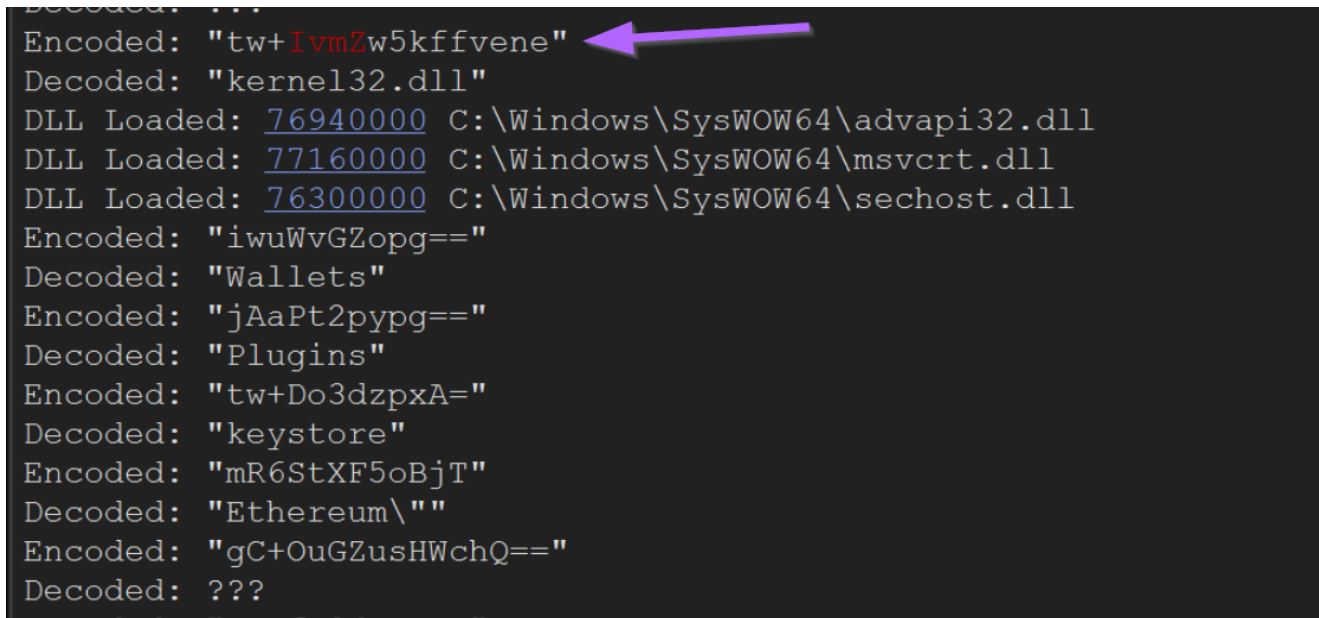 Decoded: ???
Encoded: "tw+IvmZw5kffvene"
Decoded: "kernel32.dll"
DLL Loaded: 76940000 C:\Windows\SysWOW64\advapi32.dll
DLL Loaded: 77160000 C:\Windows\SysWOW64\msvcrt.dll
DLL Loaded: 76300000 C:\Windows\SysWOW64\sechost.dll
Encoded: "iwuWvGZopg=="
Decoded: "Wallets"
Encoded: "jAaPt2pypg=="
Decoded: "Plugins"
Encoded: "tw+Do3dzpxA="
Decoded: "keystore"
Encoded: "mR6StXF5oBjT"
Decoded: "Ethereum\""
Encoded: "gC+OuGZusHWchQ=="
Decoded: ???